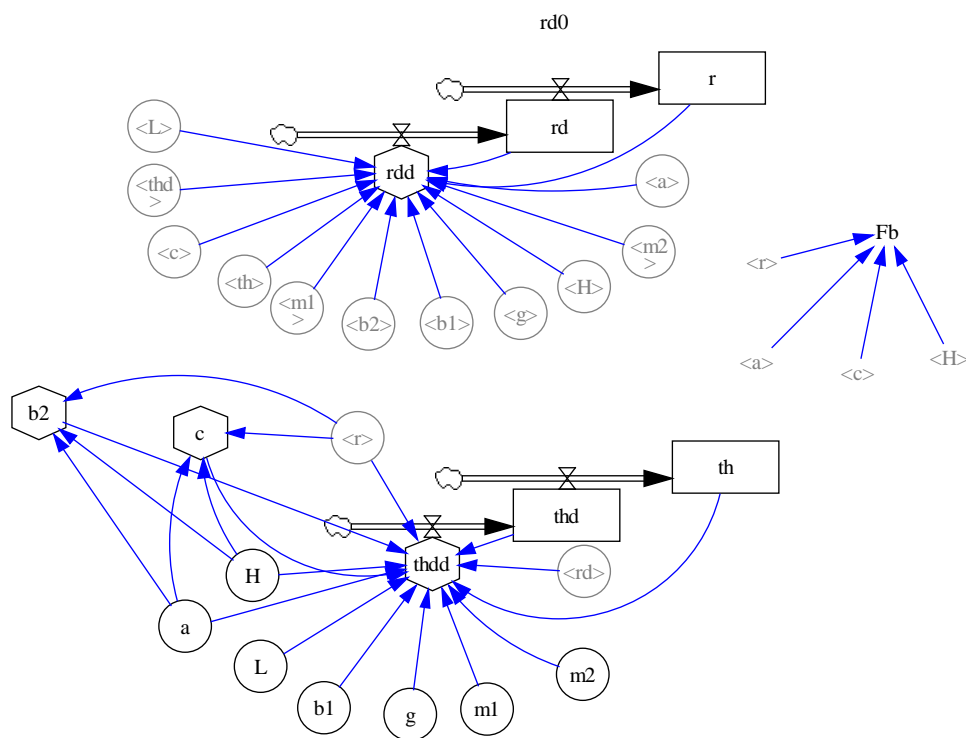 rd0
r
rd
<L>
rdd
<a>
<thd
>
<c>
<m2
>
<th>
<H>
<m1
>
<g>
<b2>
<b1>
Fb
<r>
<a>
<c>
<H>
b2
c
<r>
th
thd
thdd
<rd>
H
a
L
m2
b1
g
m1